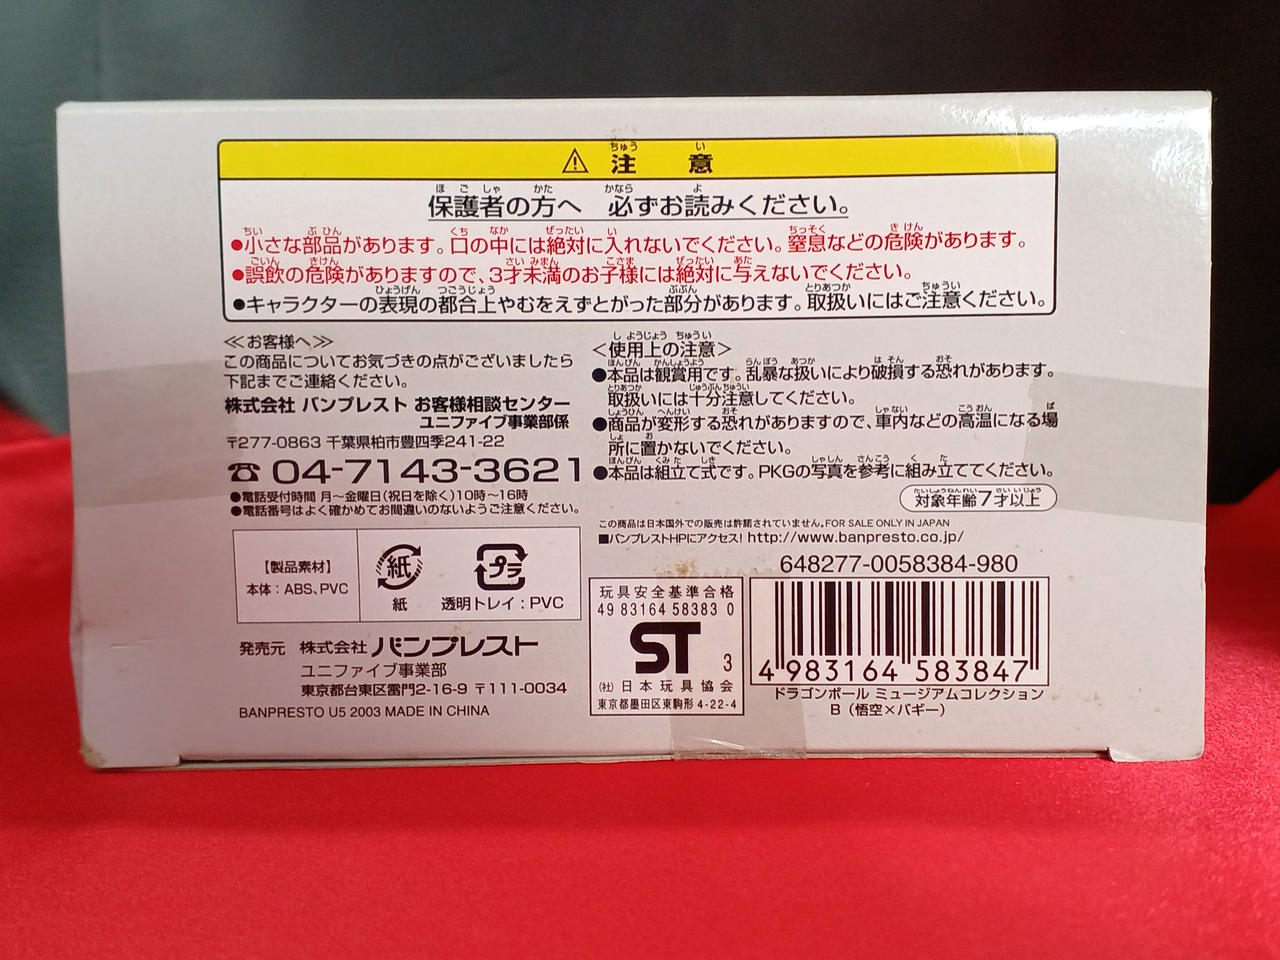 ⚠ 注意
保護者の方へ 必ずお読みください。
●小さな部品があります。口の中には絶対に入れないでください。窒息などの危険があります。
●誤飲の危険がありますので、3才未満のお子様には絶対に与えないでください。
●キャラクターの表現の都合上やむをえずとがった部分があります。取扱いにはご注意ください。
≪お客様へ≫
この商品についてお気づきの点がございましたら
下記までご連絡ください。
株式会社 バンプレスト お客様相談センター
ユニファイブ事業部係
〒277-0863 千葉県柏市豊四季241-22
☎ 04-7143-3621
●電話受付時間 月〜金曜日(祝日を除く)10時〜16時
●電話番号はよく確かめてお間違いのないようご注意ください。
<使用上の注意>
●本品は観賞用です。乱暴な扱いにより破損する恐れがあります。
取扱いには十分注意してください。
●商品が変形する恐れがありますので、車内などの高温になる場
所に置かないでください。
●本品は組立て式です。PKGの写真を参考に組み立ててください。
対象年齢7才以上
この商品は日本国外での販売は許諾されていません。FOR SALE ONLY IN JAPAN
■バンプレストHPにアクセス! http://www.banpresto.co.jp/
【製品素材】
本体：ABS、PVC
紙
紙
プラ
透明トレイ：PVC
発売元 株式会社 バンプレスト
ユニファイブ事業部
東京都台東区雷門2-16-9 〒111-0034
BANPRESTO U5 2003 MADE IN CHINA
玩具安全基準合格
49 83164 58383 0
ST 3
(社)日本玩具協会
東京都墨田区東駒形 4-22-4
648277-0058384-980
4 983164 583847
ドラゴンボール ミュージアムコレクション
B (悟空×バギー)